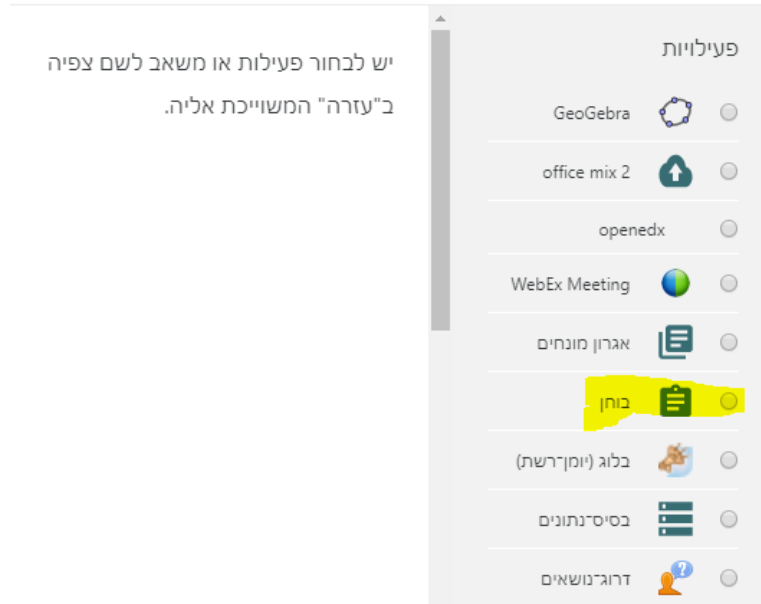 פעילויות
GeoGebra
office mix 2
openedx
WebEx Meeting
אגרון מונחים
בוחן
בלוג (יומן־רשת)
בסיס־נתונים
דרוג־נושאים
יש לבחור פעילות או משאב לשם צפיה
ב"עזרה" המשוייכת אליה.